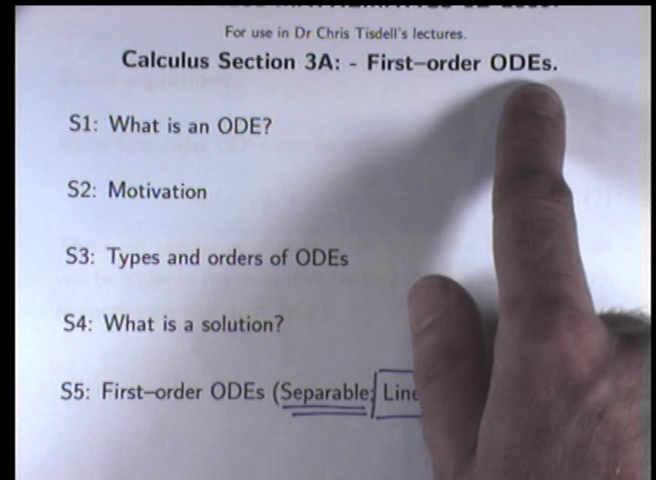 For use in Dr Chris Tisdell's lectures.
Calculus Section 3A: - First–order ODEs.
S1: What is an ODE?
S2: Motivation
S3: Types and orders of ODEs
S4: What is a solution?
S5: First–order ODEs (Separable;